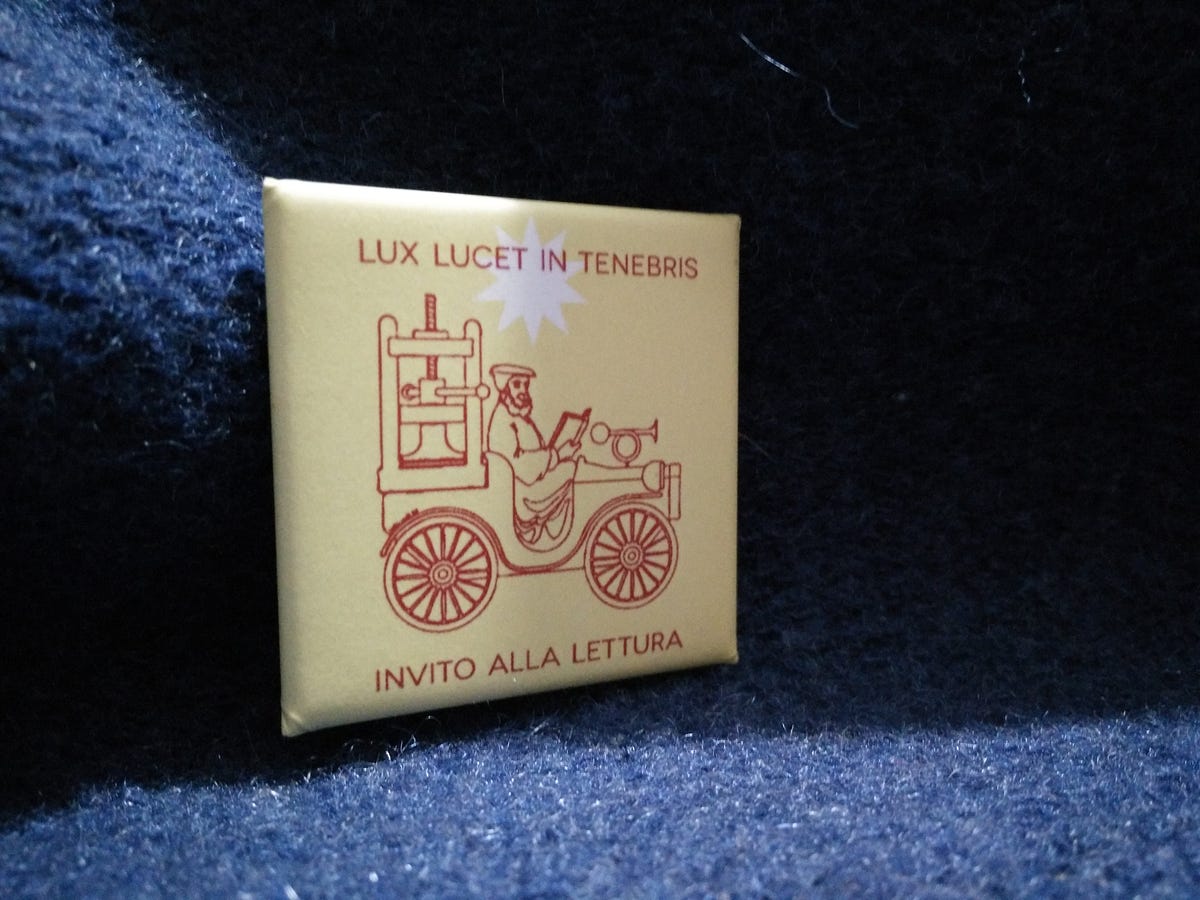 LUX LUCET IN TENEBRIS
INVITO ALLA LETTURA